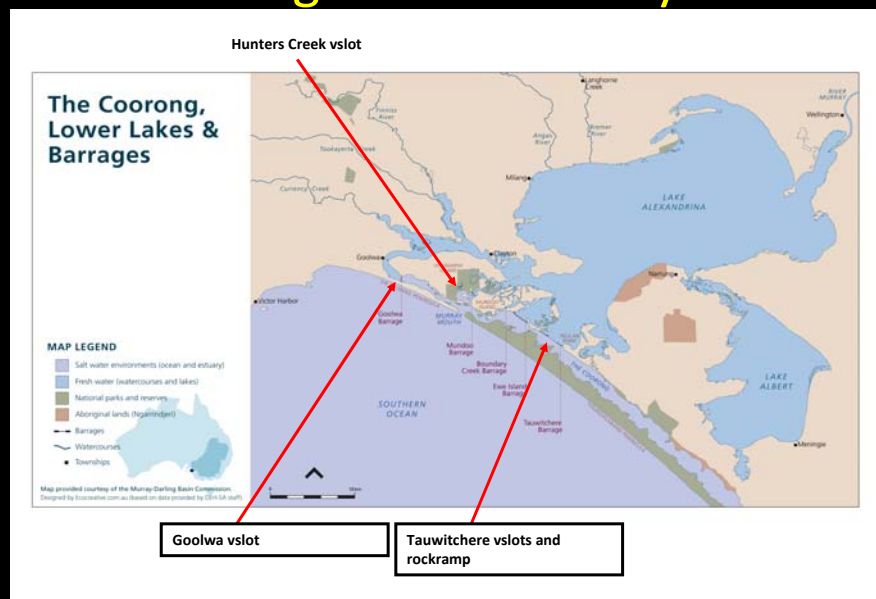 Hunters Creek vslot
The Coorong,
Lower Lakes &
Barrages
Langhorne
Creek
RIVER
MURRAY
Wellington
Finniss
River
Tookayerta Creek
Angas
River
Bremer
River
Currency Creek
Milang
LAKE
ALEXANDRINA
Goolwa
Clayton
Narrung
Victor Harbor
Goolwa
Barrage
MURRAY
MOUTH
Mundoo
Barrage
Boundary
Creek Barrage
Ewe Island
Barrage
Tauwitchere
Barrage
THE COORONG
LAKE
ALBERT
Meningie
SOUTHERN
OCEAN
MAP LEGEND
Salt water environments (ocean and estuary)
Fresh water (watercourses and lakes)
National parks and reserves
Aboriginal lands (Ngarrindjeri)
Barrages
Watercourses
Townships
Map provided courtesy of the Murray-Darling Basin Commission.
Goolwa vslot
Tauwitchere vslots and
rockramp